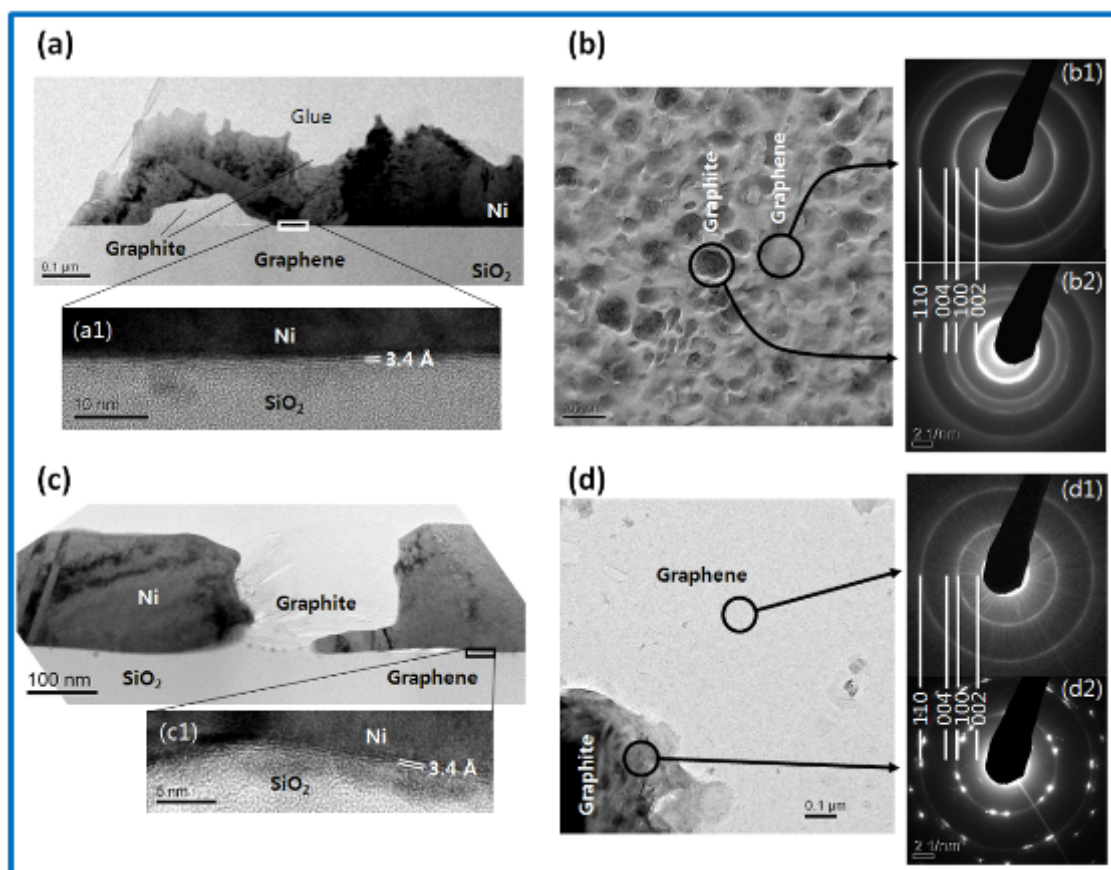 (a)
Glue
Ni
Graphite
Graphene
SiO₂
0.1 μm
(a1)
Ni
3.4 Å
SiO₂
10 nm
(b)
Graphite
Graphene
(b1)
110
004
100
002
(b2)
2 1/nm
(c)
Ni
Graphite
SiO₂
Graphene
100 nm
(c1)
Ni
3.4 Å
SiO₂
5 nm
(d)
Graphene
Graphite
0.1 μm
(d1)
110
004
100
002
(d2)
2 1/nm